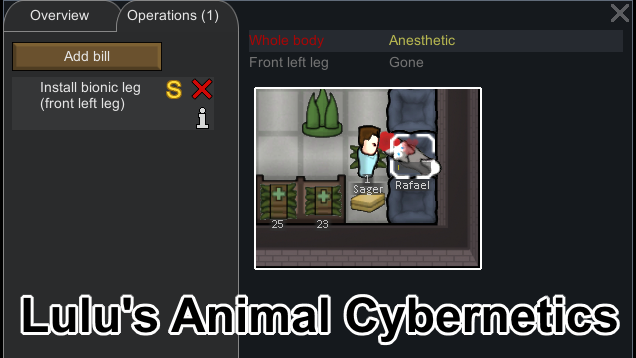 Overview
Operations (1)
Add bill
Install bionic leg
(front left leg)
S
Whole body
Anesthetic
Front left leg
Gone
1
Sager
Rafael
25
23
Lulu's Animal Cybernetics